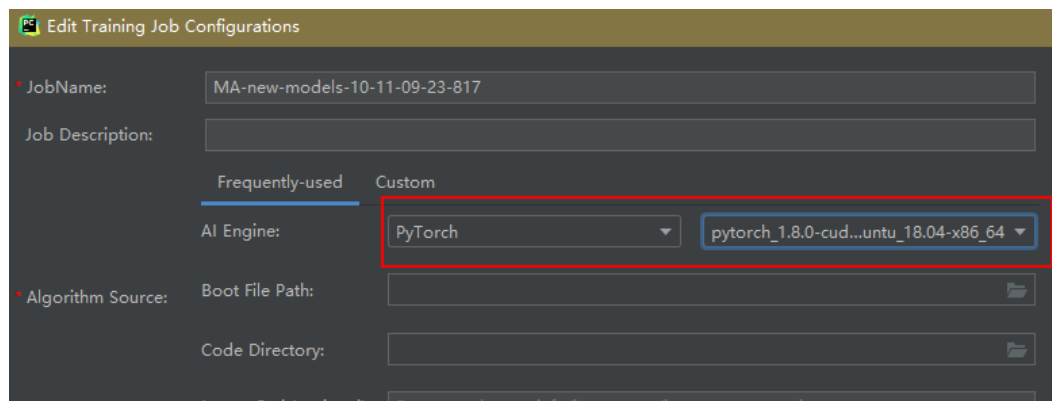 PC Edit Training Job Configurations
* JobName: MA-new-models-10-11-09-23-817
Job Description:
Frequently-used Custom
AI Engine: PyTorch pytorch_1.8.0-cud...untu_18.04-x86_64
* Algorithm Source: Boot File Path:
Code Directory: